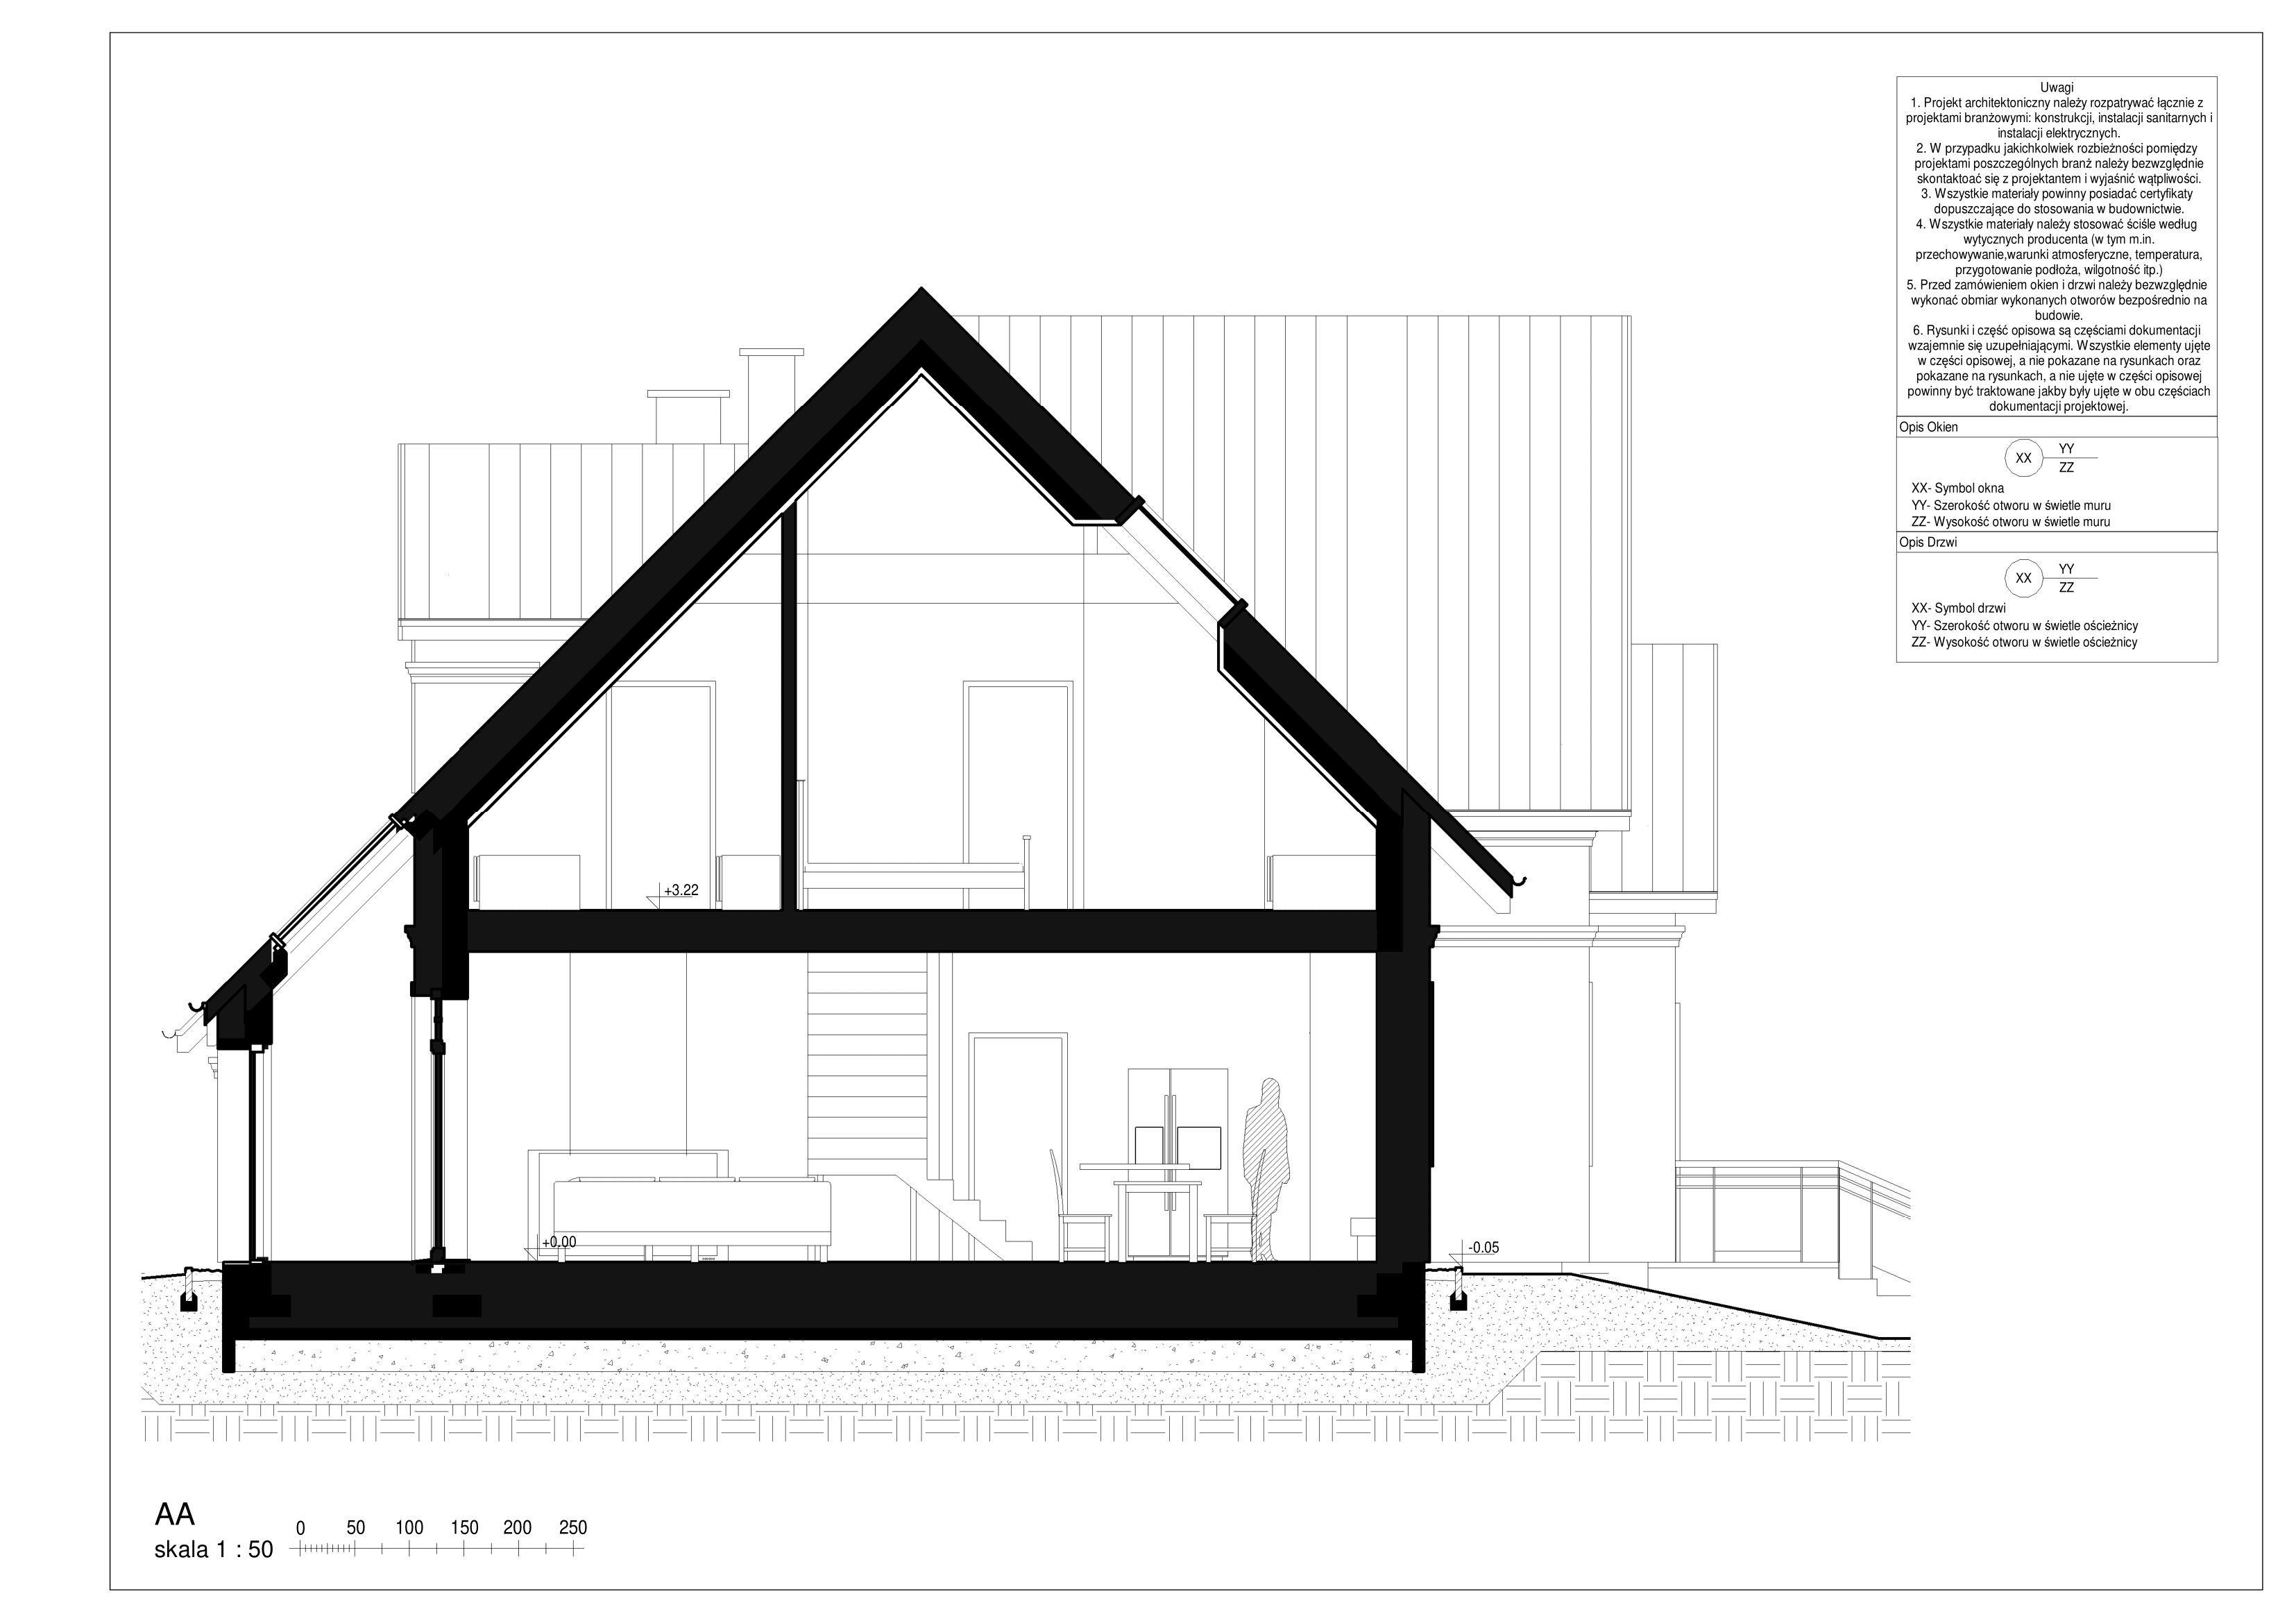 Uwagi
1. Projekt architektoniczny należy rozpatrywać łącznie z
projektami branżowymi: konstrukcji, instalacji sanitarnych i
instalacji elektrycznych.
2. W przypadku jakichkolwiek rozbieżności pomiędzy
projektami poszczególnych branż należy bezwzględnie
skontaktoać się z projektantem i wyjaśnić wątpliwości.
3. Wszystkie materiały powinny posiadać certyfikaty
dopuszczające do stosowania w budownictwie.
4. Wszystkie materiały należy stosować ściśle według
wytycznych producenta (w tym m.in.
przechowywanie,warunki atmosferyczne, temperatura,
przygotowanie podłoża, wilgotność itp.)
5. Przed zamówieniem okien i drzwi należy bezwzględnie
wykonać obmiar wykonanych otworów bezpośrednio na
budowie.
6. Rysunki i część opisowa są częściami dokumentacji
wzajemnie się uzupełniającymi. Wszystkie elementy ujęte
w części opisowej, a nie pokazane na rysunkach oraz
pokazane na rysunkach, a nie ujęte w części opisowej
powinny być traktowane jakby były ujęte w obu częściach
dokumentacji projektowej.
Opis Okien
XX YY
ZZ
XX- Symbol okna
YY- Szerokość otworu w świetle muru
ZZ- Wysokość otworu w świetle muru
Opis Drzwi
XX YY
ZZ
XX- Symbol drzwi
YY- Szerokość otworu w świetle ościeżnicy
ZZ- Wysokość otworu w świetle ościeżnicy
+3.22
+0.00
-0.05
AA
skala 1 : 50
0 50 100 150 200 250